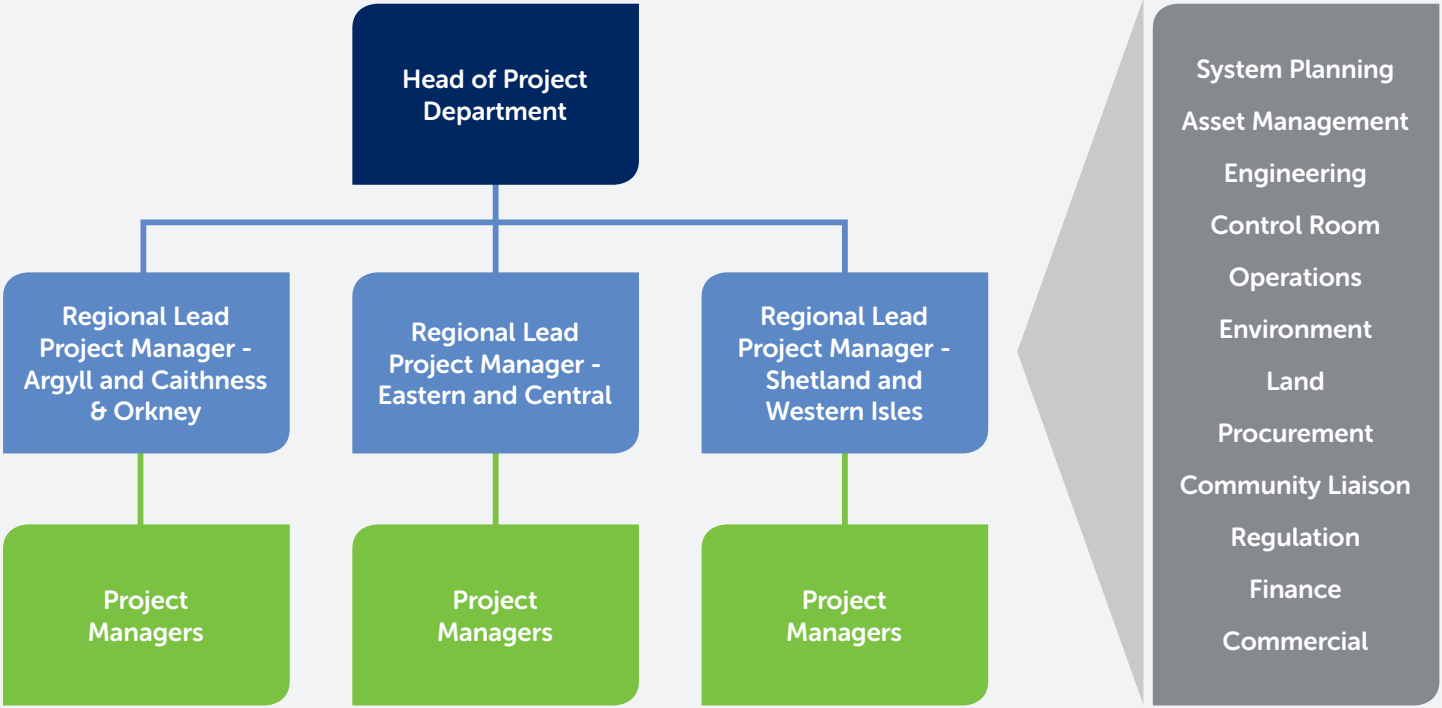 Head of Project
Department
Regional Lead
Project Manager -
Argyll and Caithness
& Orkney
Regional Lead
Project Manager -
Eastern and Central
Regional Lead
Project Manager -
Shetland and
Western Isles
Project
Managers
Project
Managers
Project
Managers
System Planning
Asset Management
Engineering
Control Room
Operations
Environment
Land
Procurement
Community Liaison
Regulation
Finance
Commercial